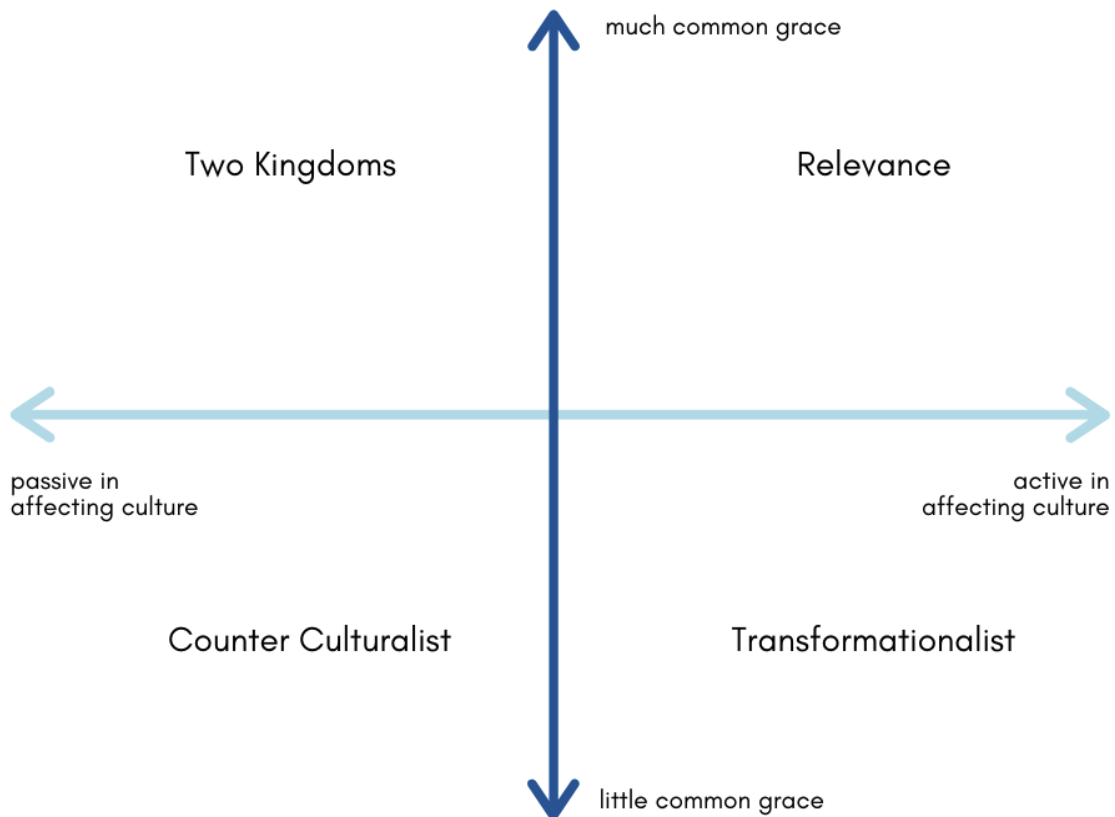 much common grace
Two Kingdoms
Relevance
passive in
affecting culture
active in
affecting culture
Counter Culturalist
Transformationalist
little common grace